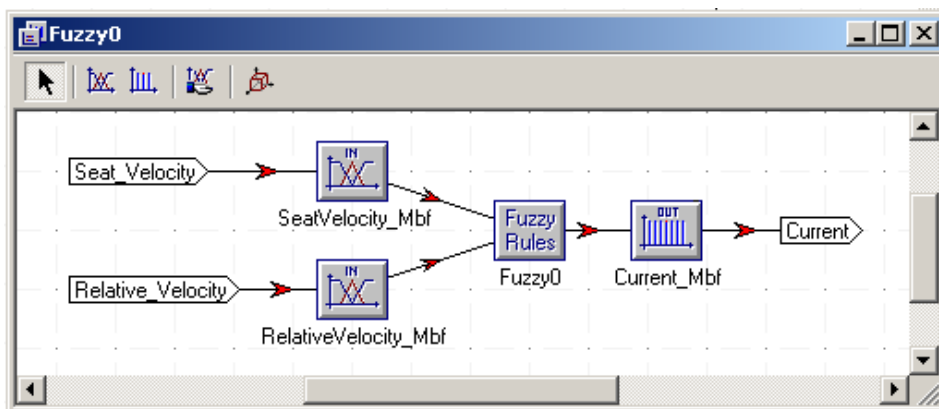 Fuzzy0
Seat_Velocity
IN
SeatVelocity_Mbf
Relative_Velocity
IN
RelativeVelocity_Mbf
Fuzzy
Rules
Fuzzy0
OUT
Current_Mbf
Current